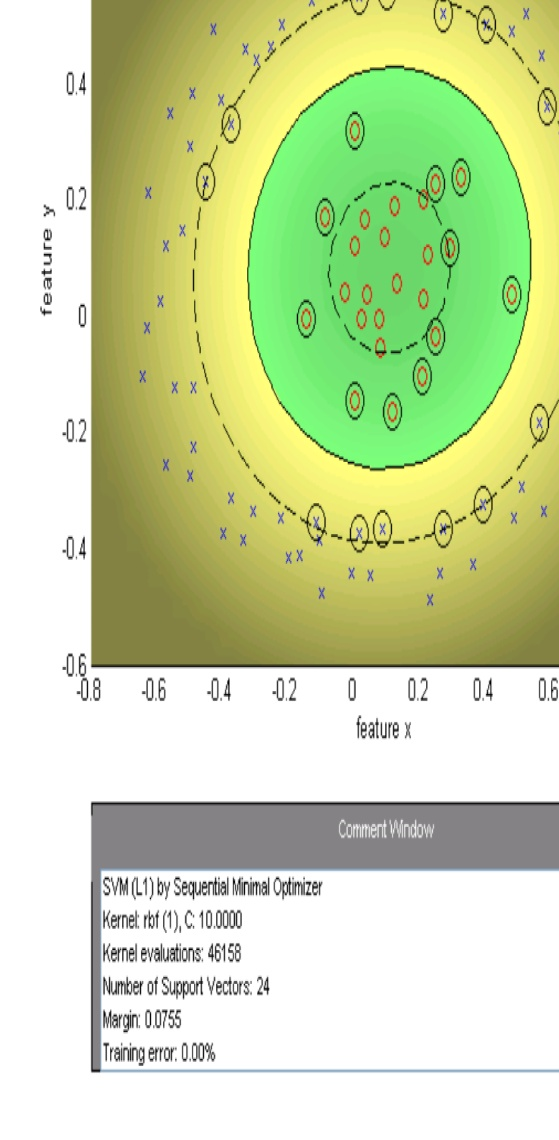 0.4
0.2
0
-0.2
-0.4
-0.6
feature y
-0.8 -0.6 -0.4 -0.2 0 0.2 0.4 0.6
feature x
Comment Window
SVM (L1) by Sequential Minimal Optimizer
Kernel: rbf (1), C: 10.0000
Kernel evaluations: 46158
Number of Support Vectors: 24
Margin: 0.0755
Training error: 0.00%